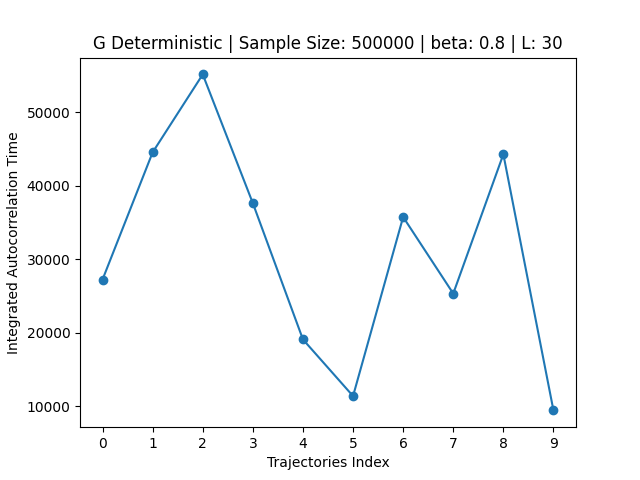 G Deterministic | Sample Size: 500000 | beta: 0.8 | L: 30
Integrated Autocorrelation Time
50000
40000
30000
20000
10000
0 1 2 3 4 5 6 7 8 9
Trajectories Index